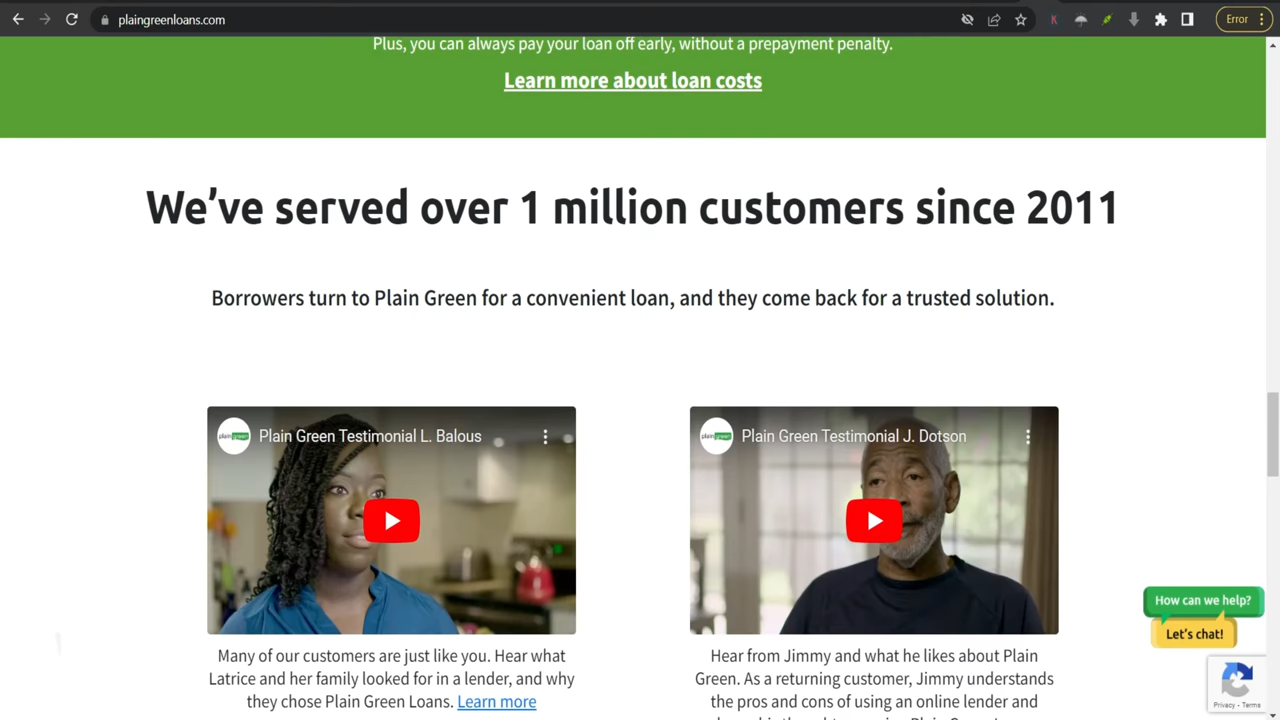 plaingreenloans.com
K
Error
Plus, you can always pay your loan off early, without a prepayment penalty.
Learn more about loan costs
We’ve served over 1 million customers since 2011
Borrowers turn to Plain Green for a convenient loan, and they come back for a trusted solution.
plaingreen
Plain Green Testimonial L. Balous
plaingreen
Plain Green Testimonial J. Dotson
Many of our customers are just like you. Hear what
Latrice and her family looked for in a lender, and why
they chose Plain Green Loans. Learn more
Hear from Jimmy and what he likes about Plain
Green. As a returning customer, Jimmy understands
the pros and cons of using an online lender and
How can we help?
Let’s chat!
Privacy - Terms